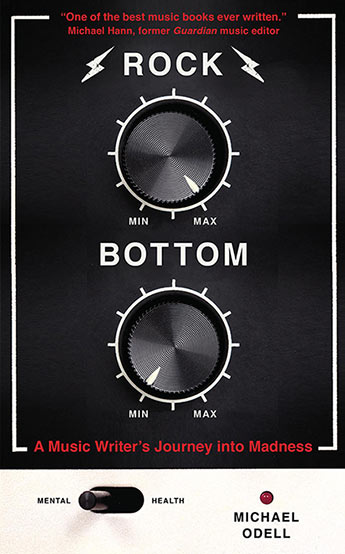 “One of the best music books ever written.”
Michael Hann, former Guardian music editor
ROCK
MIN MAX
BOTTOM
MIN MAX
A Music Writer’s Journey into Madness
MENTAL HEALTH
MICHAEL
ODELL